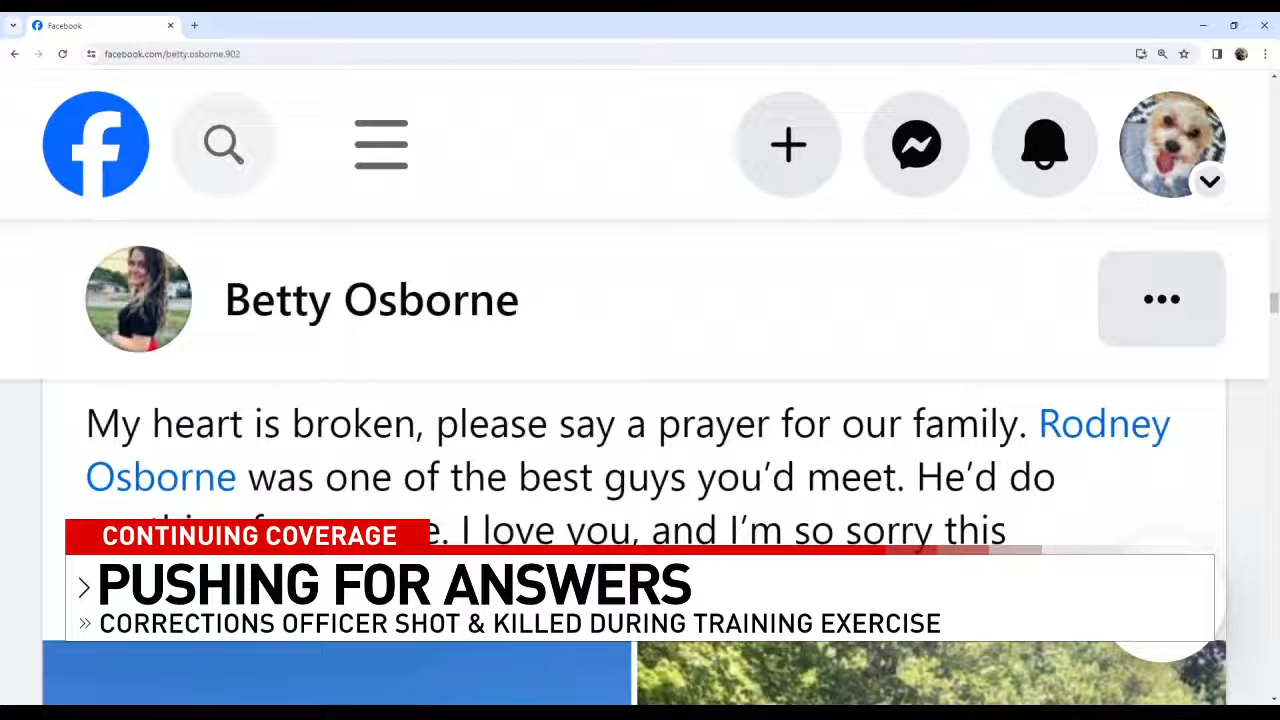 Facebook
facebook.com/betty.osborne.902
Betty Osborne
My heart is broken, please say a prayer for our family. Rodney
Osborne was one of the best guys you’d meet. He’d do
I love you, and I’m so sorry this
CONTINUING COVERAGE
PUSHING FOR ANSWERS
CORRECTIONS OFFICER SHOT & KILLED DURING TRAINING EXERCISE